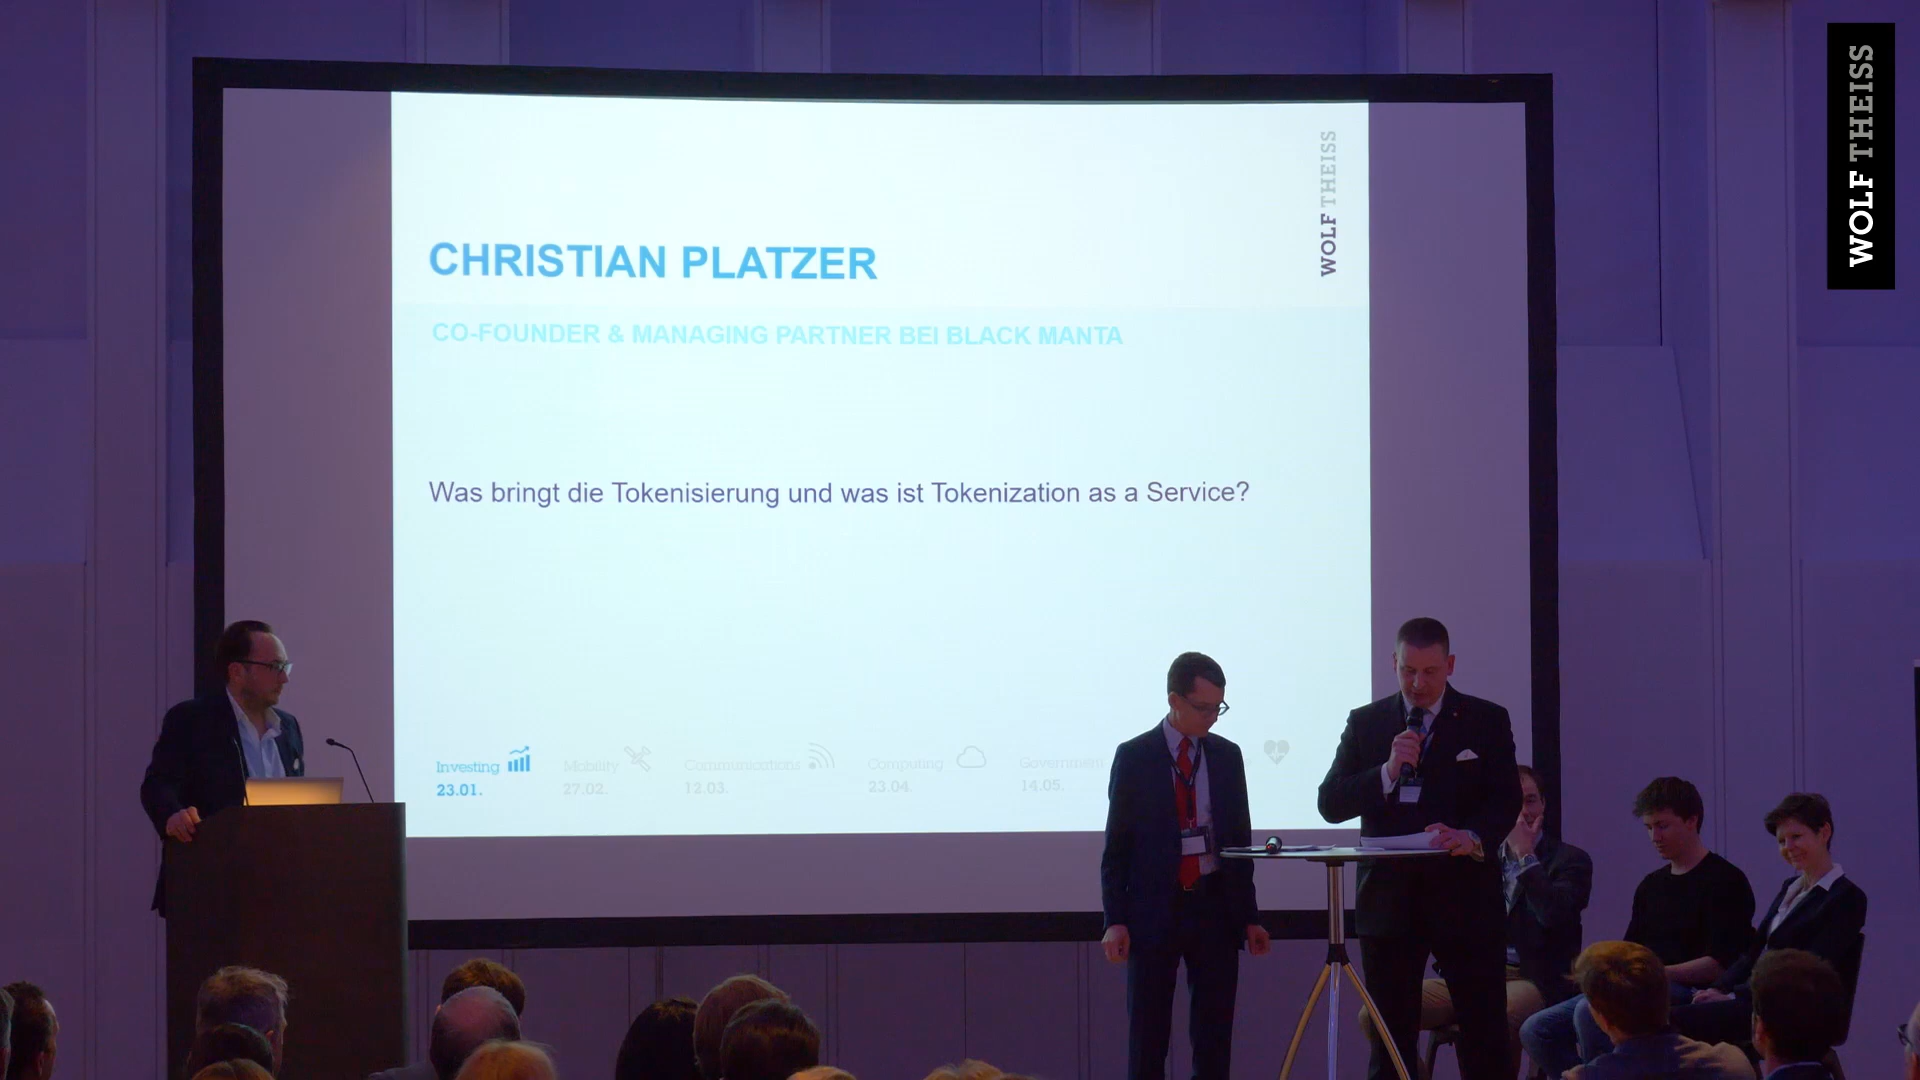 WOLF THEISS
WOLF THEISS
CHRISTIAN PLATZER
CO-FOUNDER & MANAGING PARTNER BEI BLACK MANTA
Was bringt die Tokenisierung und was ist Tokenization as a Service?
Investing
23.01.
Mobility
27.02.
Communications
12.03.
Computing
23.04.
Government
14.05.